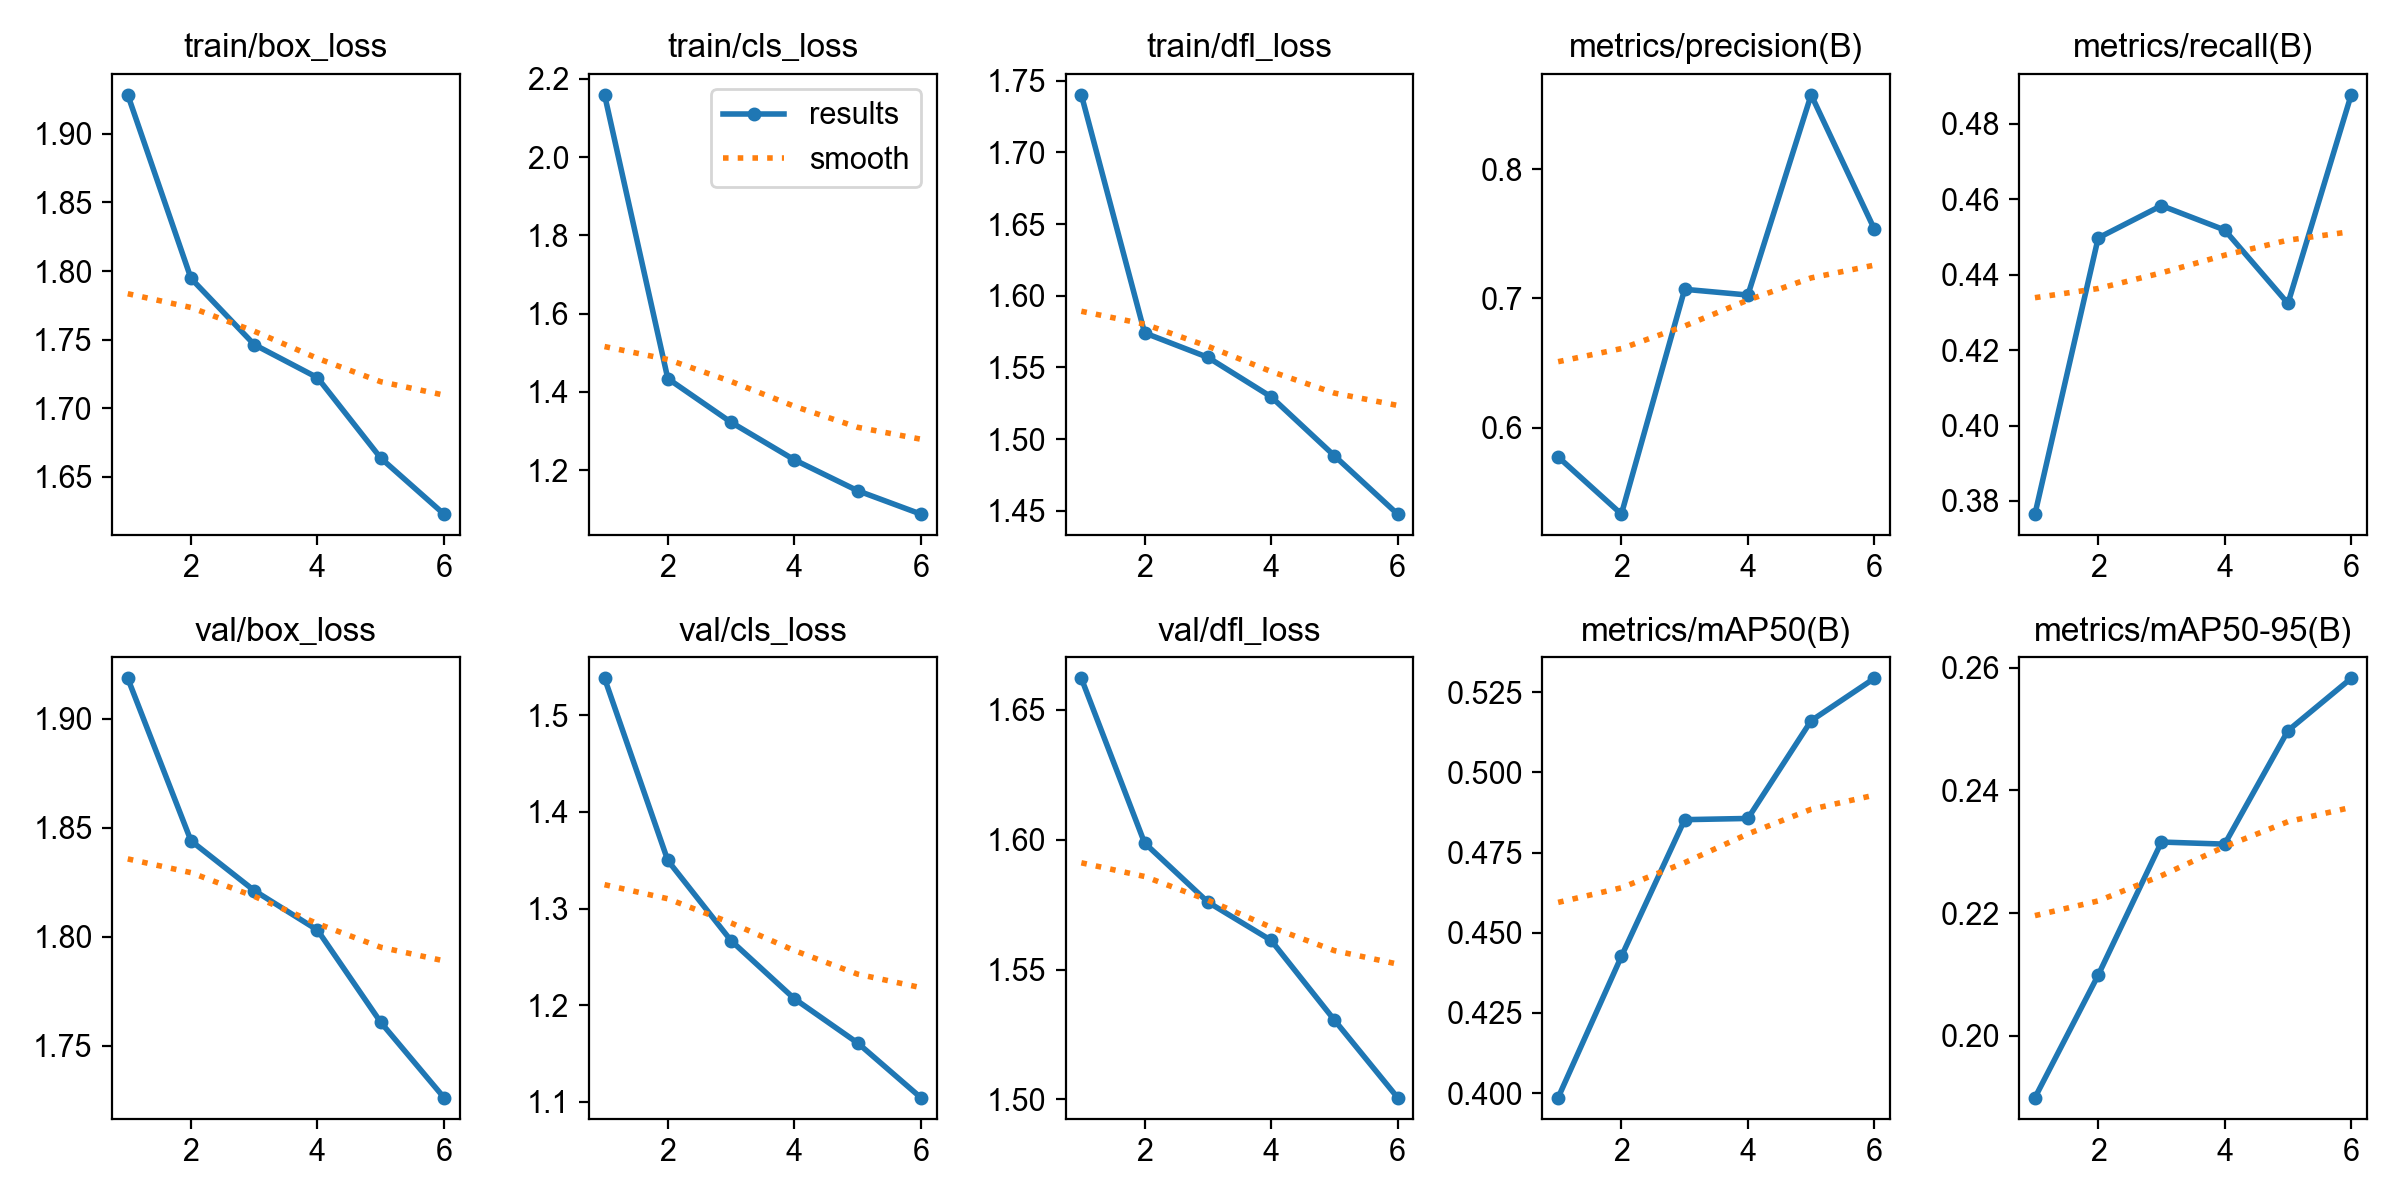 train/box_loss
1.90
1.85
1.80
1.75
1.70
1.65
2 4 6
train/cls_loss
2.2
2.0
1.8
1.6
1.4
1.2
results
smooth
2 4 6
train/dfl_loss
1.75
1.70
1.65
1.60
1.55
1.50
1.45
2 4 6
metrics/precision(B)
0.8
0.7
0.6
2 4 6
metrics/recall(B)
0.48
0.46
0.44
0.42
0.40
0.38
2 4 6
val/box_loss
1.90
1.85
1.80
1.75
2 4 6
val/cls_loss
1.5
1.4
1.3
1.2
1.1
2 4 6
val/dfl_loss
1.65
1.60
1.55
1.50
2 4 6
metrics/mAP50(B)
0.525
0.500
0.475
0.450
0.425
0.400
2 4 6
metrics/mAP50-95(B)
0.26
0.24
0.22
0.20
2 4 6